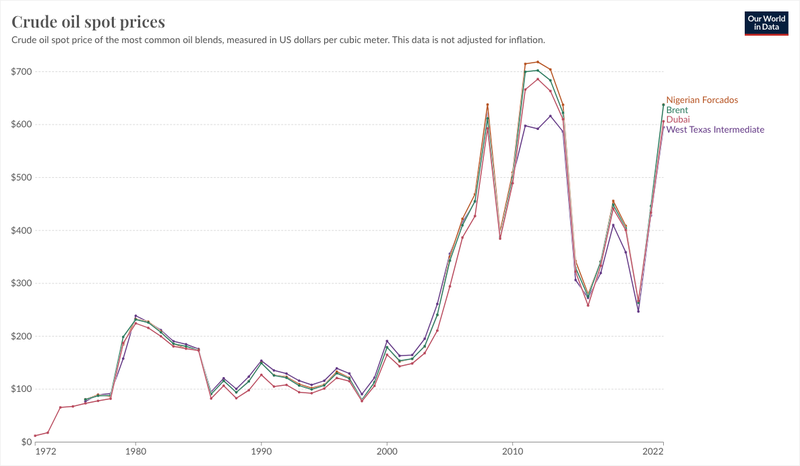 Crude oil spot prices
Crude oil spot price of the most common oil blends, measured in US dollars per cubic meter. This data is not adjusted for inflation.
Our World
in Data
$700
$600
$500
$400
$300
$200
$100
$0
Nigerian Forcados
Brent
Dubai
West Texas Intermediate
1972
1980
1990
2000
2010
2022